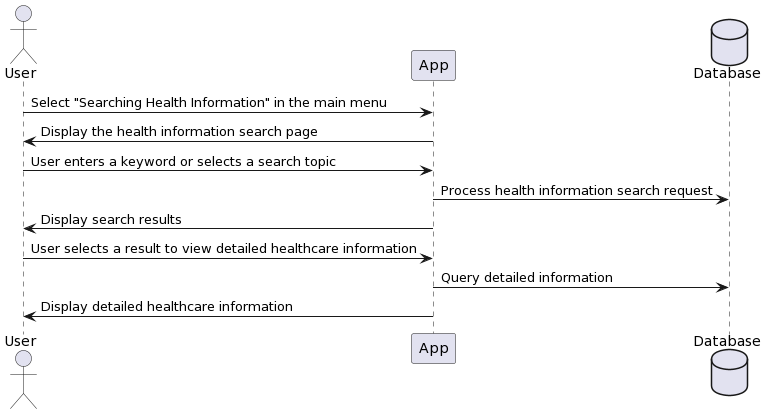 User
App
Database
Select "Searching Health Information" in the main menu
Display the health information search page
User enters a keyword or selects a search topic
Process health information search request
Display search results
User selects a result to view detailed healthcare information
Query detailed information
Display detailed healthcare information
User
App
Database